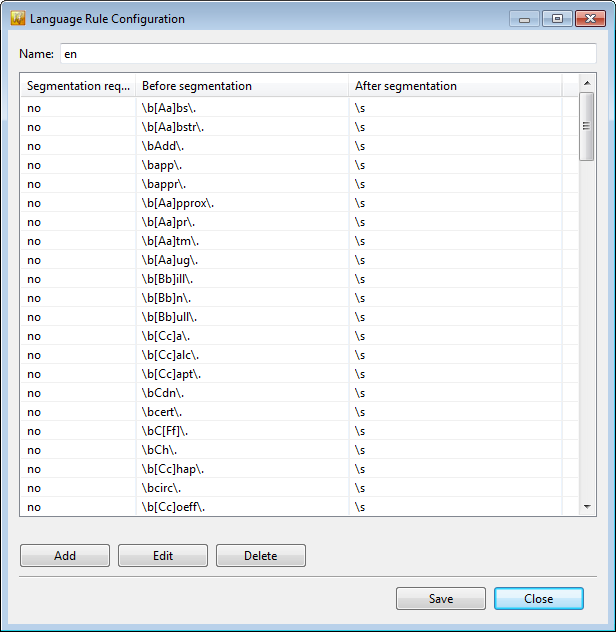 Language Rule Configuration
Name: en
Segmentation req... Before segmentation After segmentation
no \b[Aa]bs\. \s
no \b[Aa]bstr\. \s
no \bAdd\. \s
no \bapp\. \s
no \bappr\. \s
no \b[Aa]pprox\. \s
no \b[Aa]pr\. \s
no \b[Aa]tm\. \s
no \b[Aa]ug\. \s
no \b[Bb]ill\. \s
no \b[Bb]n\. \s
no \b[Bb]ull\. \s
no \b[Cc]a\. \s
no \b[Cc]alc\. \s
no \b[Cc]apt\. \s
no \bCdn\. \s
no \bcert\. \s
no \bC[Ff]\. \s
no \bCh\. \s
no \b[Cc]hap\. \s
no \bcirc\. \s
no \b[Cc]oeff\. \s
Add Edit Delete
Save Close